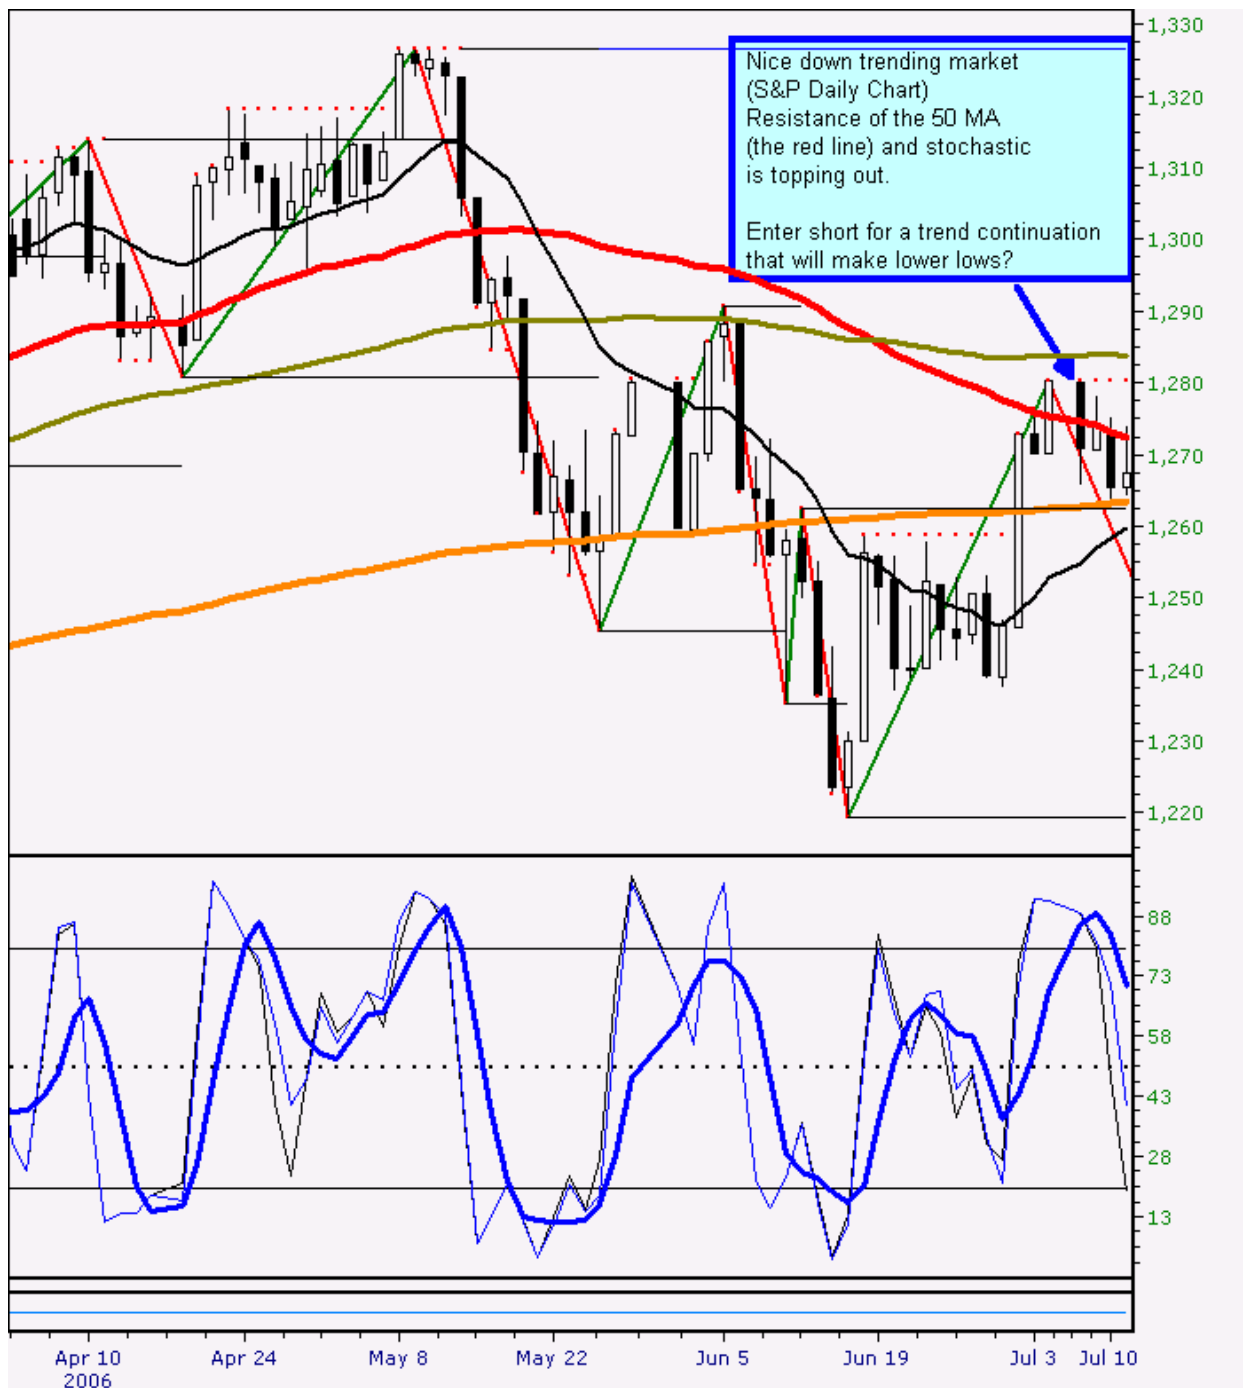 1,330
Nice down trending market
(S&P Daily Chart)
Resistance of the 50 MA
(the red line) and stochastic
is topping out.
Enter short for a trend continuation
that will make lower lows?
1,320
1,310
1,300
1,290
1,280
1,270
1,260
1,250
1,240
1,230
1,220
88
73
58
43
28
13
Apr 10 Apr 24 May 8 May 22 Jun 5 Jun 19 Jul 3 Jul 10
2006